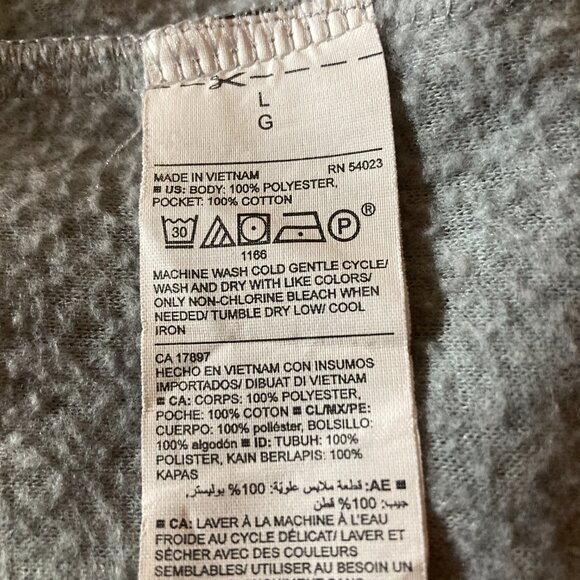 L
G
MADE IN VIETNAM RN 54023
■ US: BODY: 100% POLYESTER,
POCKET: 100% COTTON
30 P ®
1166
MACHINE WASH COLD GENTLE CYCLE/
WASH AND DRY WITH LIKE COLORS/
ONLY NON-CHLORINE BLEACH WHEN
NEEDED/ TUMBLE DRY LOW/ COOL
IRON
CA 17897
HECHO EN VIETNAM CON INSUMOS
IMPORTADOS/ DIBUAT DI VIETNAM
■ CA: CORPS: 100% POLYESTER,
POCHE: 100% COTON ■ CL/MX/PE:
CUERPO: 100% poliéster, BOLSILLO:
100% algodón ■ ID: TUBUH: 100%
POLISTER, KAIN BERLAPIS: 100%
KAPAS
■ AE: قطعة ملابس علوية: 100% بوليستر,
جيب: 100% قطن
■ CA: LAVER À LA MACHINE À L'EAU
FROIDE AU CYCLE DÉLICAT/ LAVER ET
SÉCHER AVEC DES COULEURS
SEMBLABLES/ UTILISER AU BESOIN UN